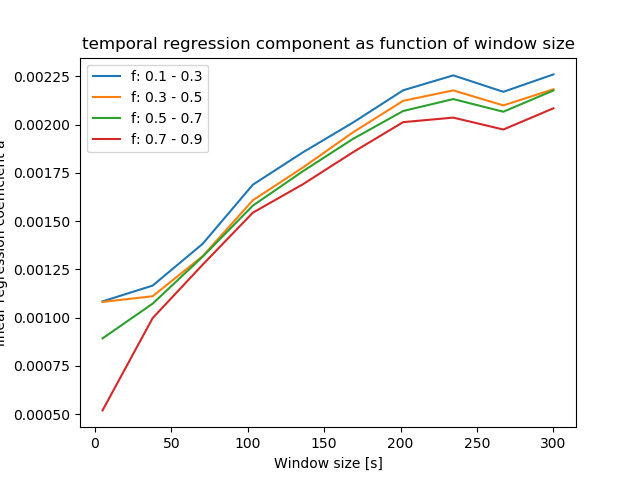 temporal regression component as function of window size
f: 0.1 - 0.3
f: 0.3 - 0.5
f: 0.5 - 0.7
f: 0.7 - 0.9
0.00225
0.00200
0.00175
0.00150
0.00125
0.00100
0.00075
0.00050
linear regression coefficient a
0
50
100
150
200
250
300
Window size [s]